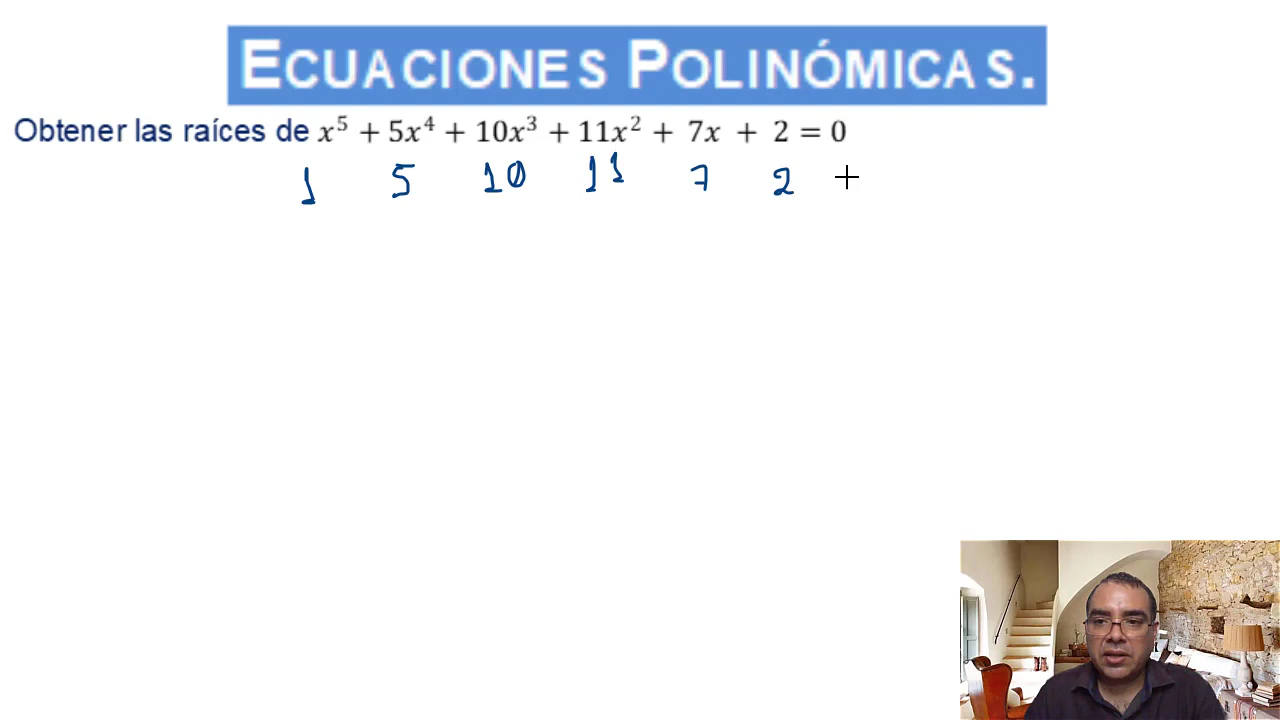 ECUACIONES POLINÓMICAS.
Obtener las raíces de x⁵ + 5x⁴ + 10x³ + 11x² + 7x + 2 = 0
1 5 10 11 7 2